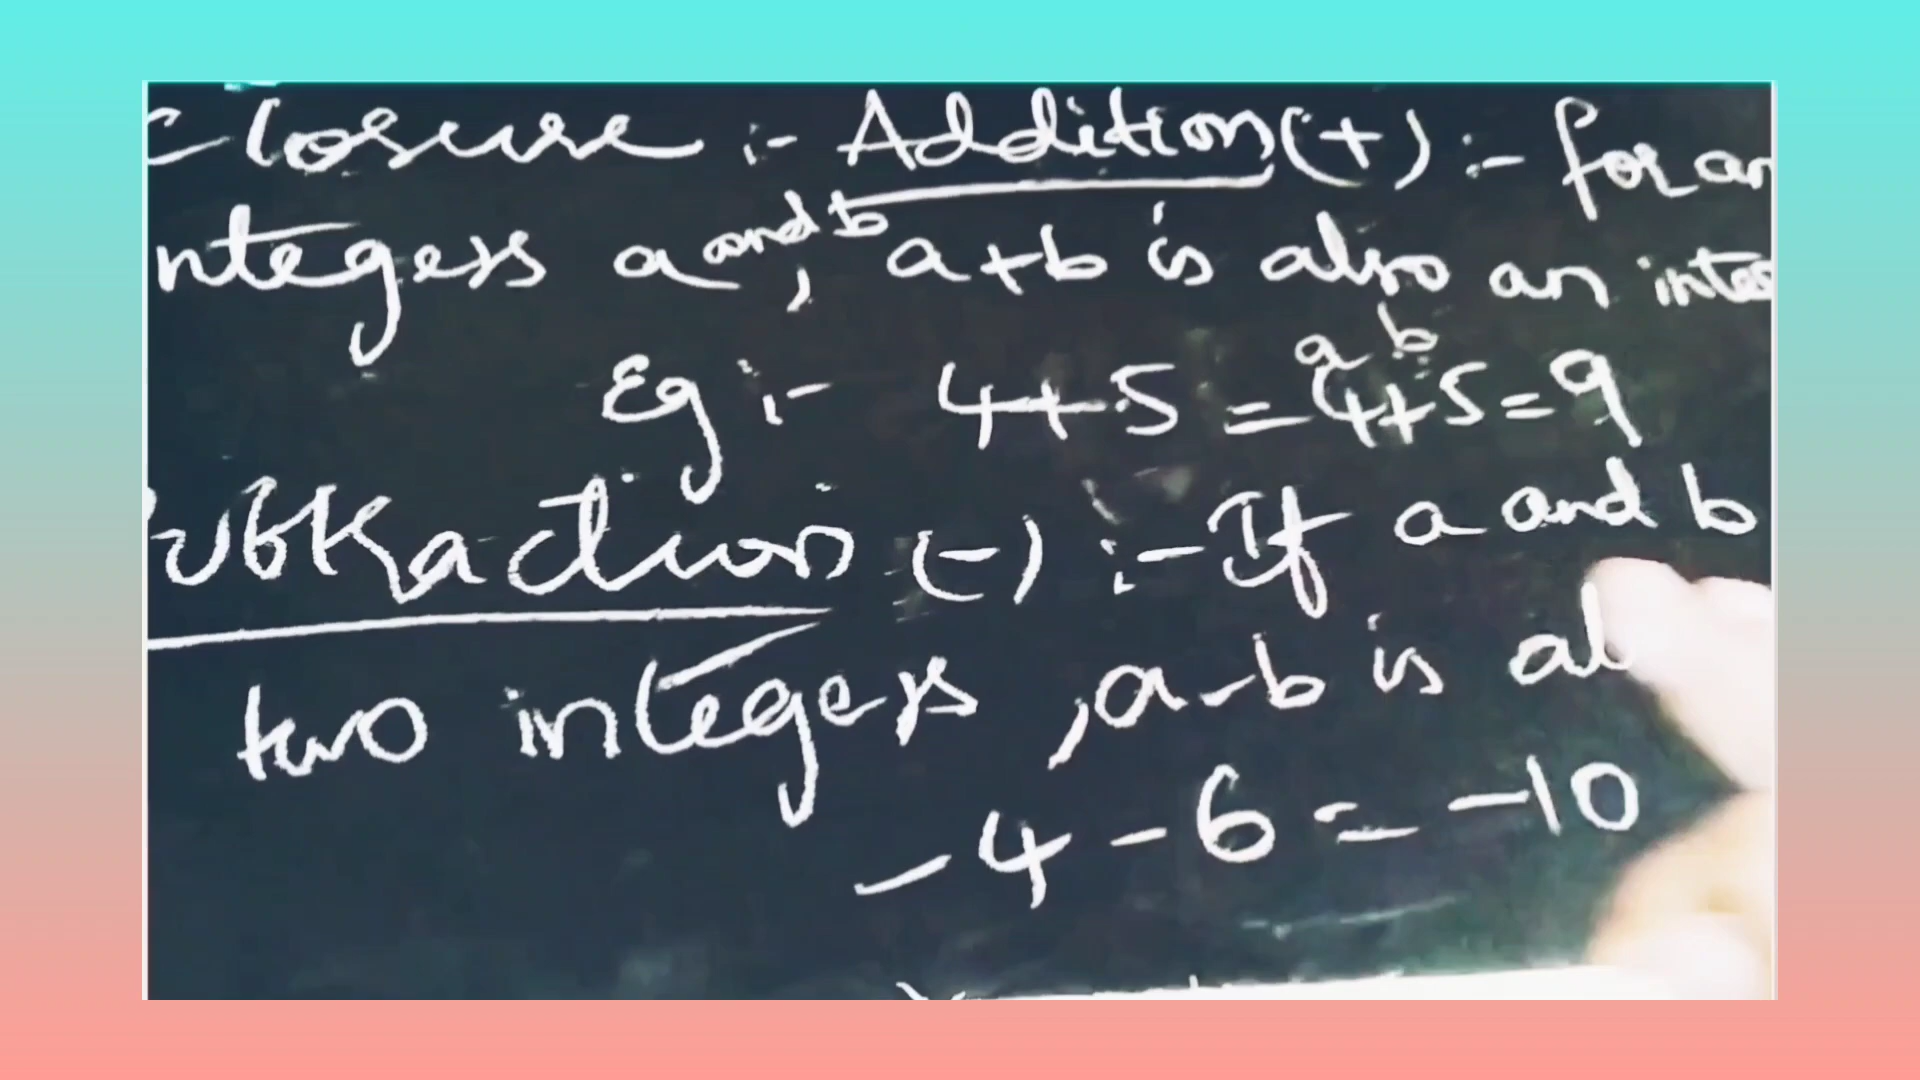 Closure :- Addition (+) :- for an
ntegers a and b, a+b is also an inte
Eg :- 4+5 = 4+5 = 9
a b
ubtraction (-) :- If a and b
two integers, a-b is al
-4-6 = -10